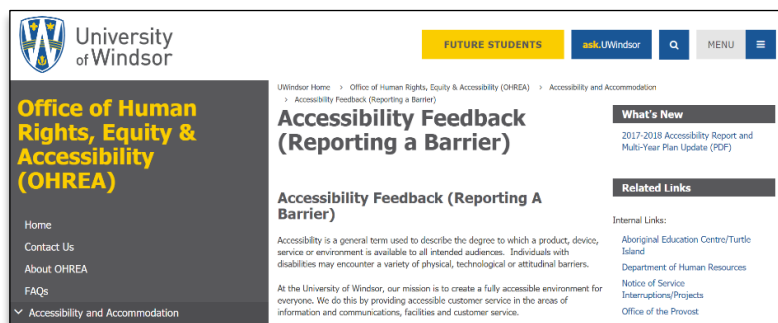 University
of Windsor
FUTURE STUDENTS
ask.UWindsor
MENU
Office of Human
Rights, Equity &
Accessibility
(OHREA)
Home
Contact Us
About OHREA
FAQs
Accessibility and Accommodation
UWindsor Home > Office of Human Rights, Equity & Accessibility (OHREA) > Accessibility and Accommodation
> Accessibility Feedback (Reporting a Barrier)
Accessibility Feedback
(Reporting a Barrier)
Accessibility Feedback (Reporting A
Barrier)
Accessibility is a general term used to describe the degree to which a product, device,
service or environment is available to all intended audiences. Individuals with
disabilities may encounter a variety of physical, technological or attitudinal barriers.
At the University of Windsor, our mission is to create a fully accessible environment for
everyone. We do this by providing accessible customer service in the areas of
information and communications, facilities and customer service.
What's New
2017-2018 Accessibility Report and
Multi-Year Plan Update (PDF)
Related Links
Internal Links:
Aboriginal Education Centre/Turtle
Island
Department of Human Resources
Notice of Service
Interruptions/Projects
Office of the Provost